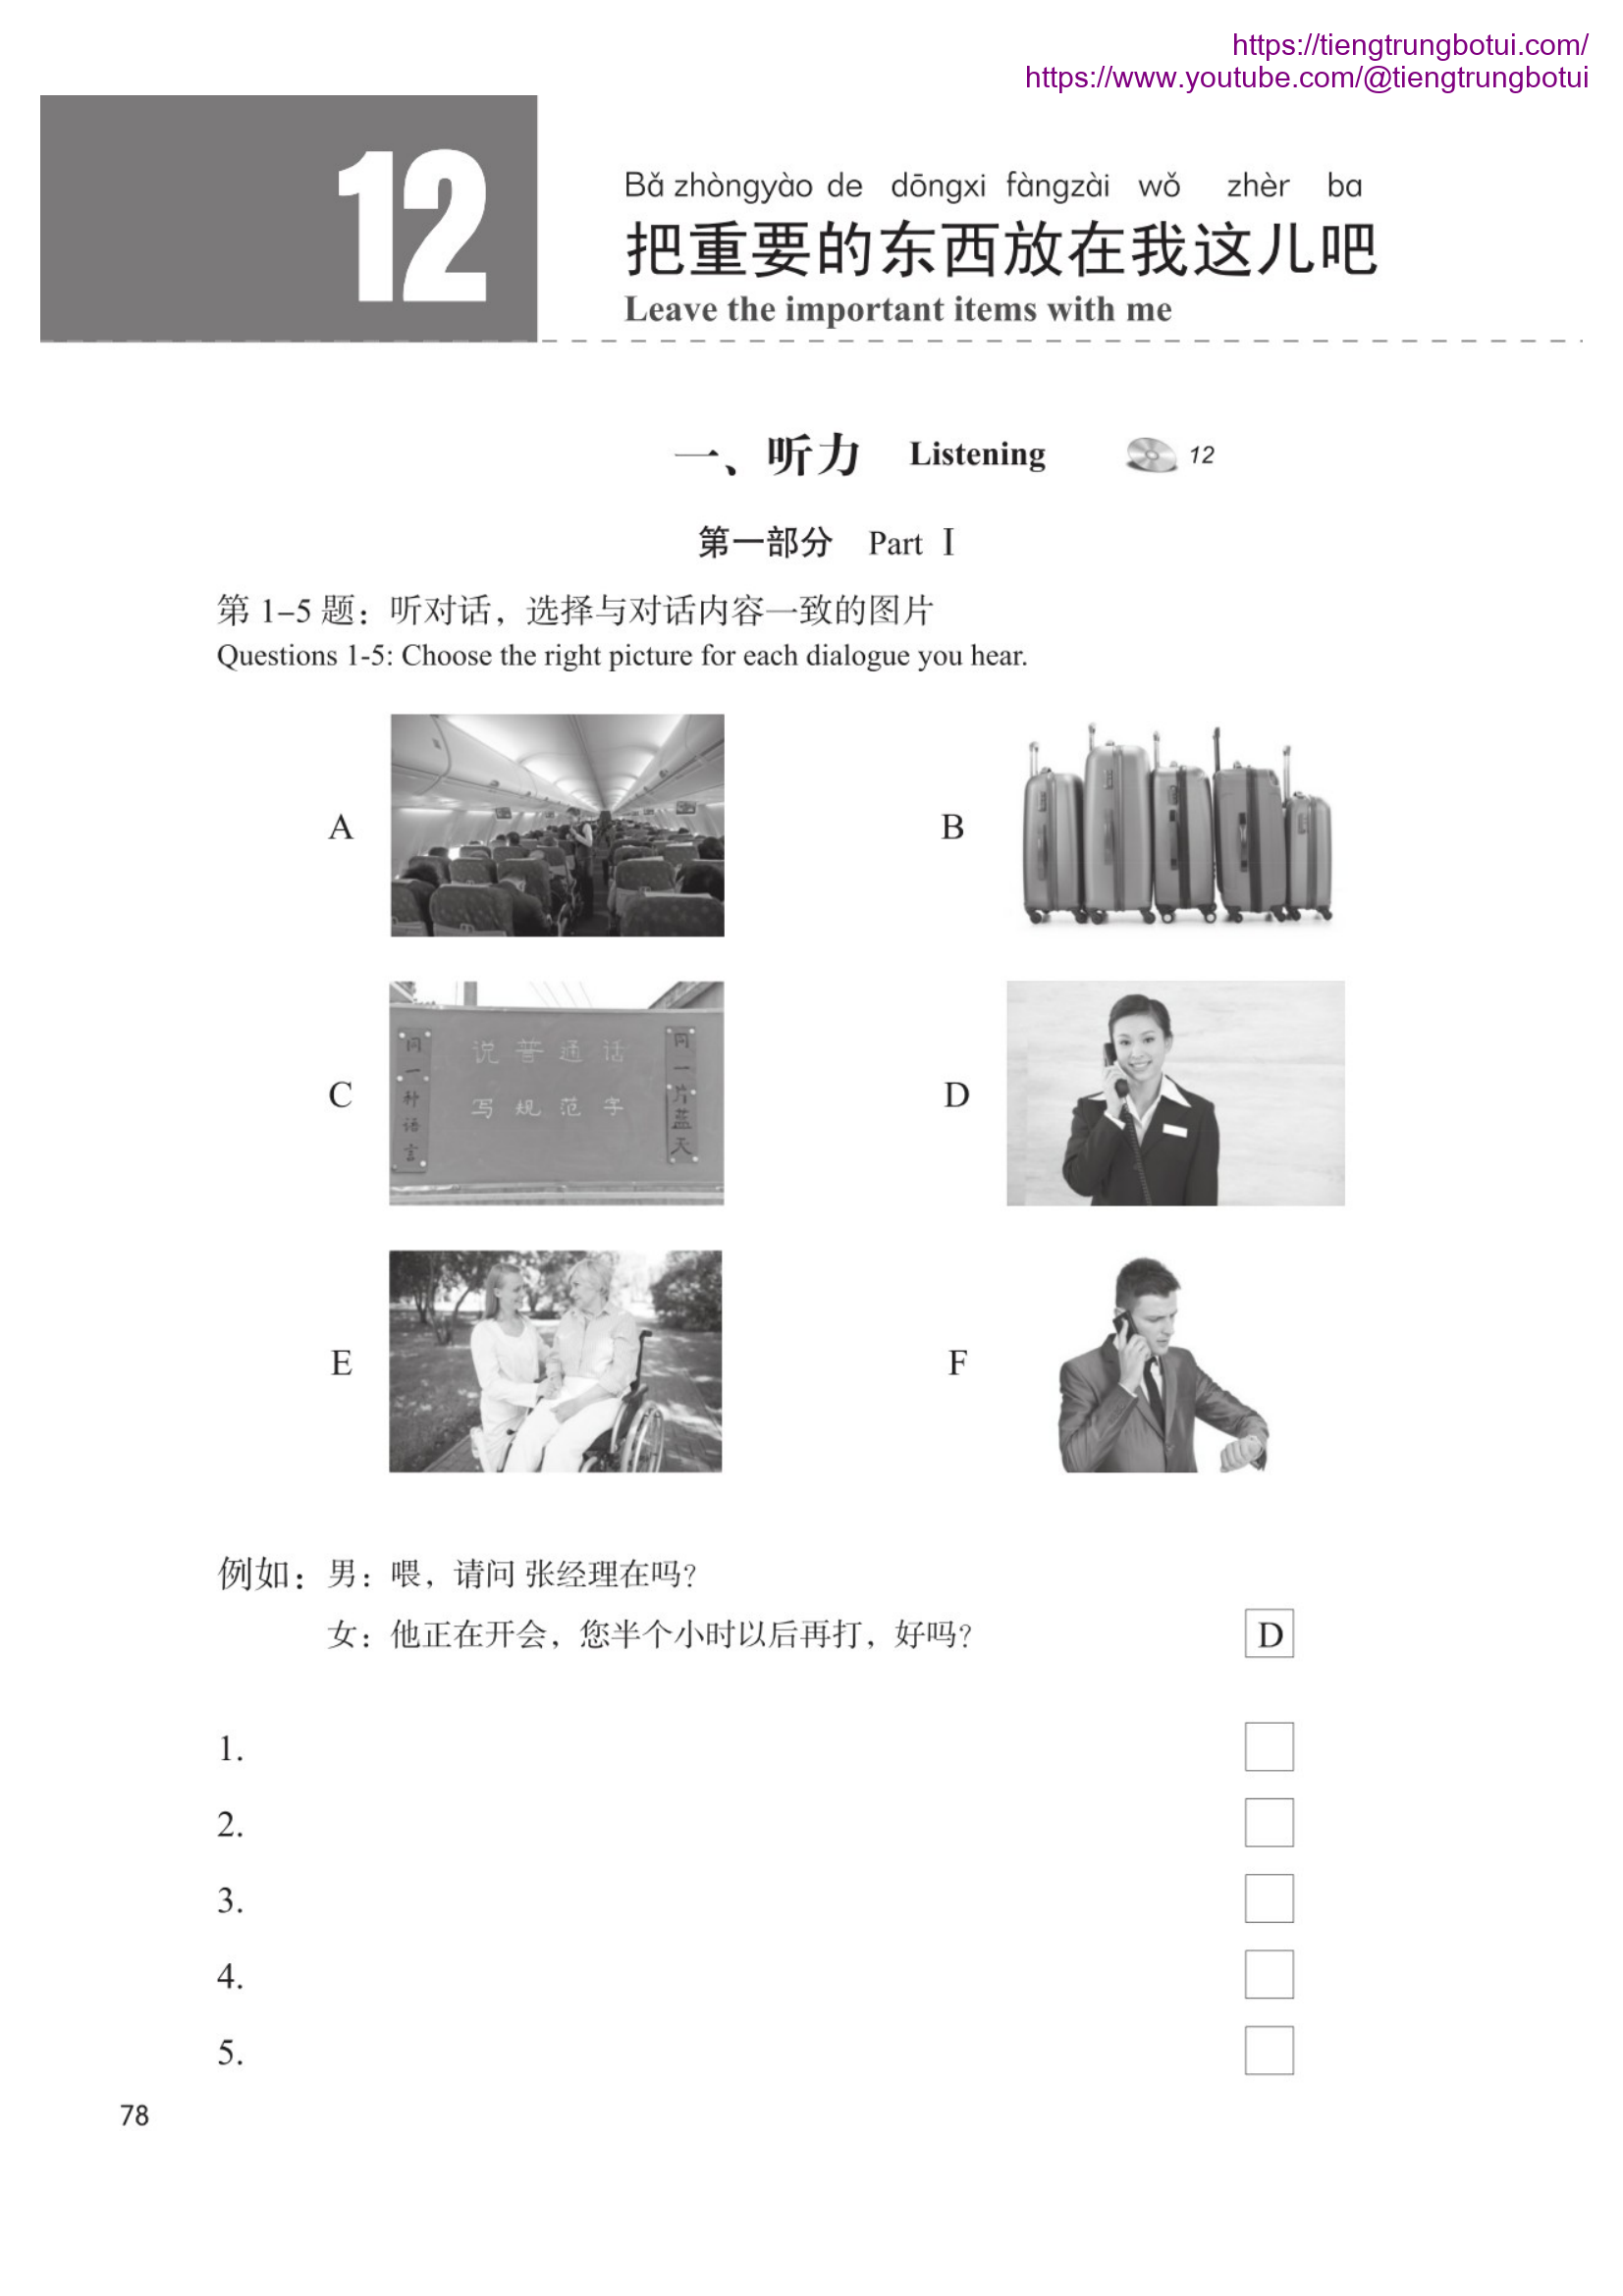 https://tiengtrungbotui.com/
https://www.youtube.com/@tiengtrungbotui
12
Bǎ zhòngyào de dōngxi fàngzài wǒ zhèr ba
把重要的东西放在我这儿吧
Leave the important items with me
一、听力 Listening 12
第一部分 Part Ⅰ
第 1–5 题：听对话，选择与对话内容一致的图片
Questions 1-5: Choose the right picture for each dialogue you hear.
A
B
C
同一种语言
说普通话
写规范字
同一片蓝天
D
E
F
例如：男：喂，请问 张经理在吗？
女：他正在开会，您半个小时以后再打，好吗？ D
1.
2.
3.
4.
5.
78